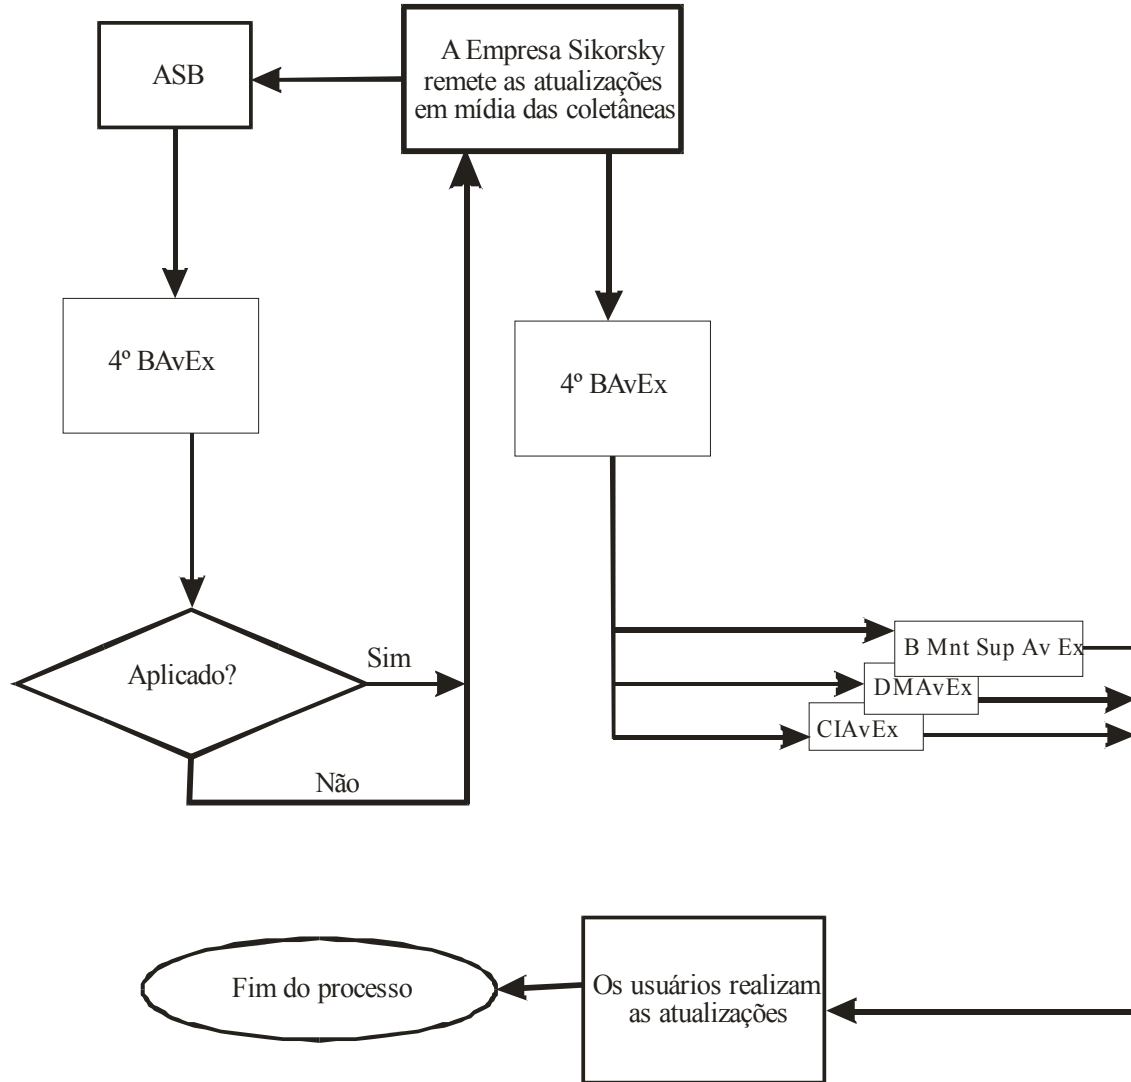 ASB
A Empresa Sikorsky
remete as atualizações
em mídia das coletâneas
4º BAvEx
4º BAvEx
Aplicado?
Sim
Não
B Mnt Sup Av Ex
DMAvEx
CIAvEx
Fim do processo
Os usuários realizam
as atualizações